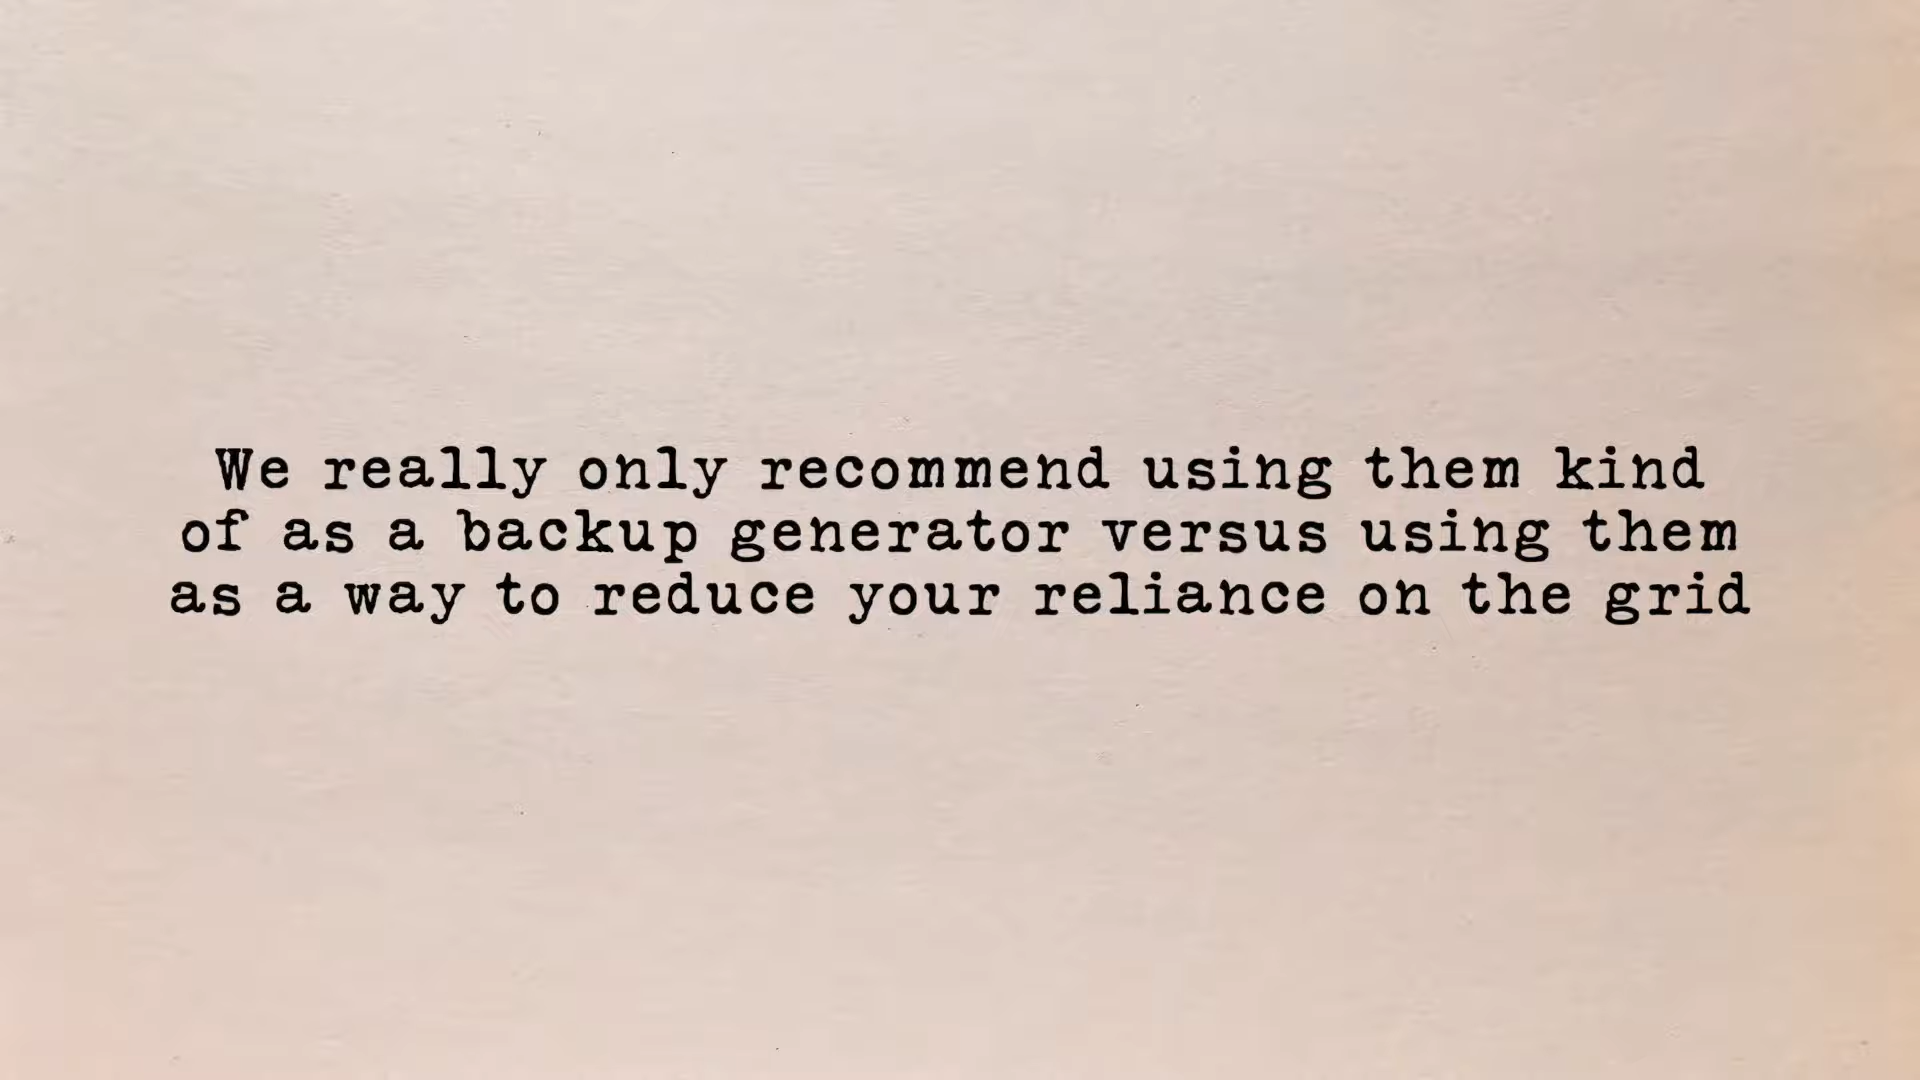 We really only recommend using them kind
of as a backup generator versus using them
as a way to reduce your reliance on the grid